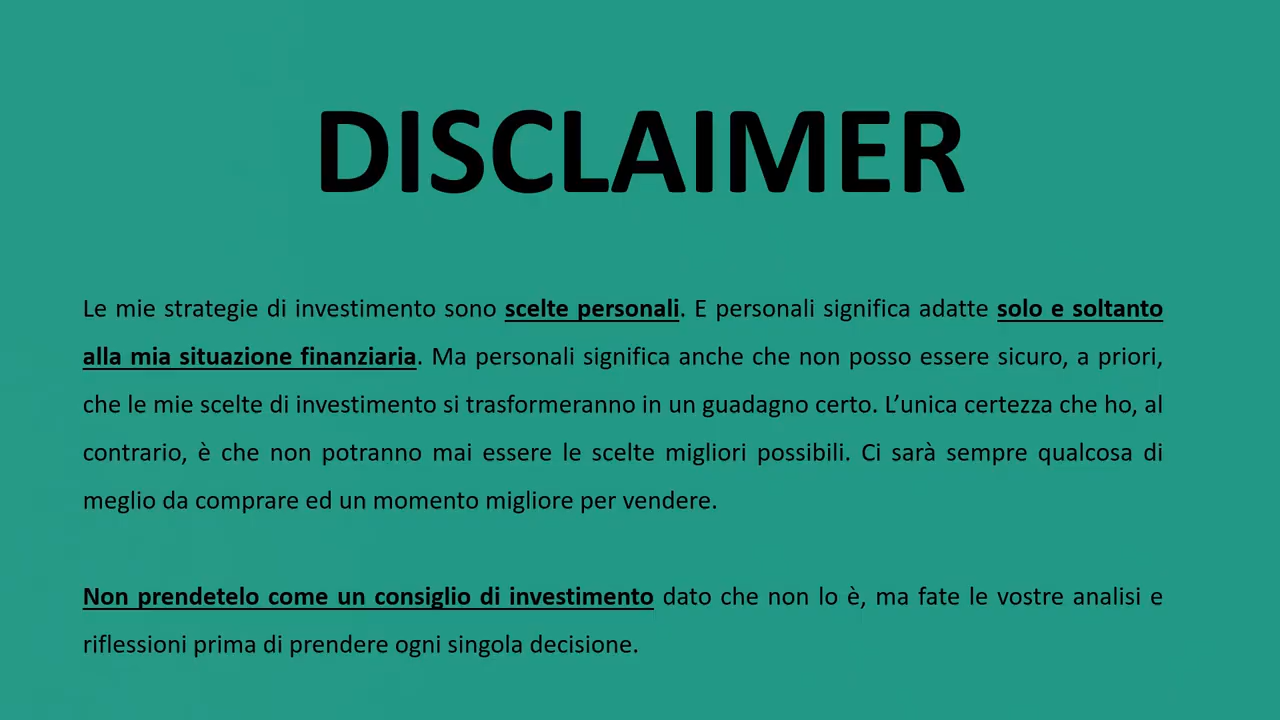 DISCLAIMER
Le mie strategie di investimento sono scelte personali. E personali significa adatte solo e soltanto
alla mia situazione finanziaria. Ma personali significa anche che non posso essere sicuro, a priori,
che le mie scelte di investimento si trasformeranno in un guadagno certo. L’unica certezza che ho, al
contrario, è che non potranno mai essere le scelte migliori possibili. Ci sarà sempre qualcosa di
meglio da comprare ed un momento migliore per vendere.
Non prendetelo come un consiglio di investimento dato che non lo è, ma fate le vostre analisi e
riflessioni prima di prendere ogni singola decisione.